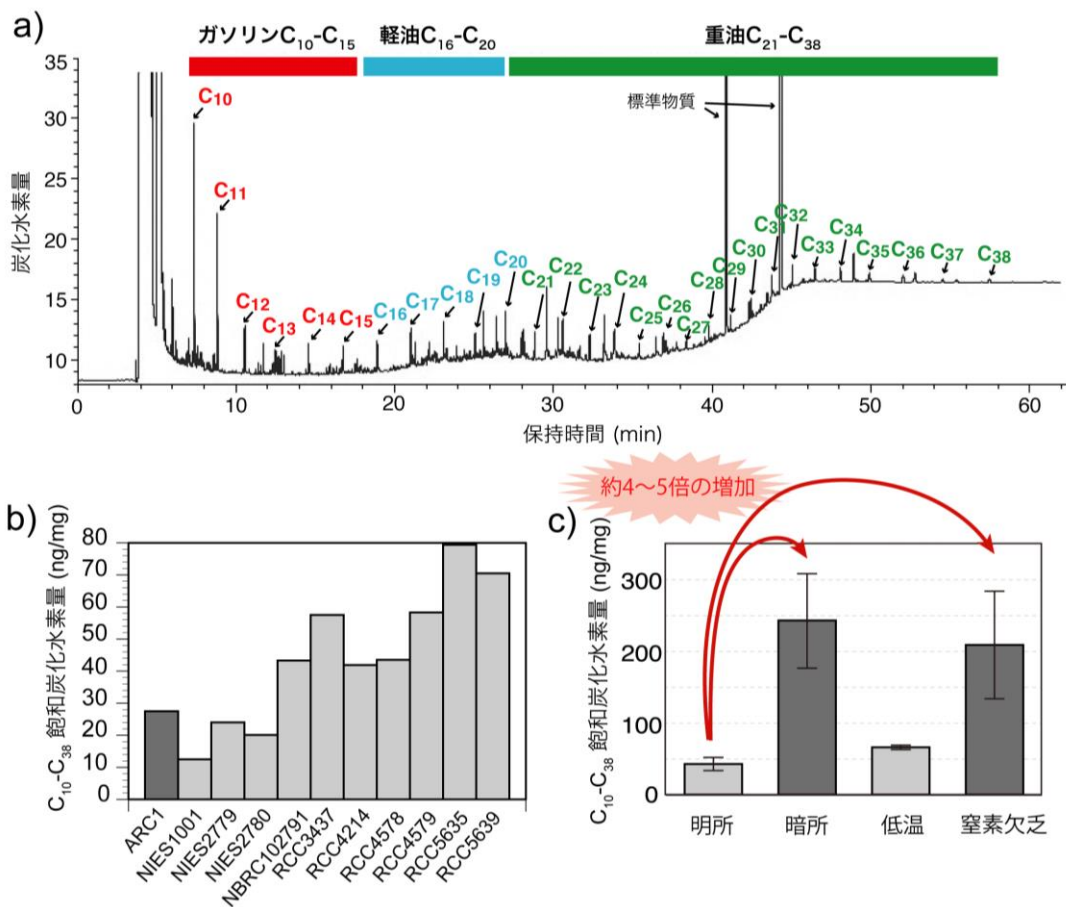 a)
ガソリンC₁₀-C₁₅
軽油C₁₆-C₂₀
重油C₂₁-C₃₈
炭化水素量
35
30
25
20
15
10
標準物質
C₁₀
C₁₁
C₁₂
C₁₃
C₁₄
C₁₅
C₁₆
C₁₇
C₁₈
C₁₉
C₂₀
C₂₁
C₂₂
C₂₃
C₂₄
C₂₅
C₂₆
C₂₇
C₂₈
C₂₉
C₃₀
C₃₁
C₃₂
C₃₃
C₃₄
C₃₅
C₃₆
C₃₇
C₃₈
0 10 20 30 40 50 60
保持時間 (min)
b)
C₁₀-C₃₈ 飽和炭化水素量 (ng/mg)
80
70
60
50
40
30
20
10
0
ARC1
NIES1001
NIES2779
NIES2780
NBRC102791
RCC3437
RCC4214
RCC4578
RCC4579
RCC5635
RCC5639
約4〜5倍の増加
c)
C₁₀-C₃₈ 飽和炭化水素量 (ng/mg)
300
200
100
0
明所 暗所 低温 窒素欠乏